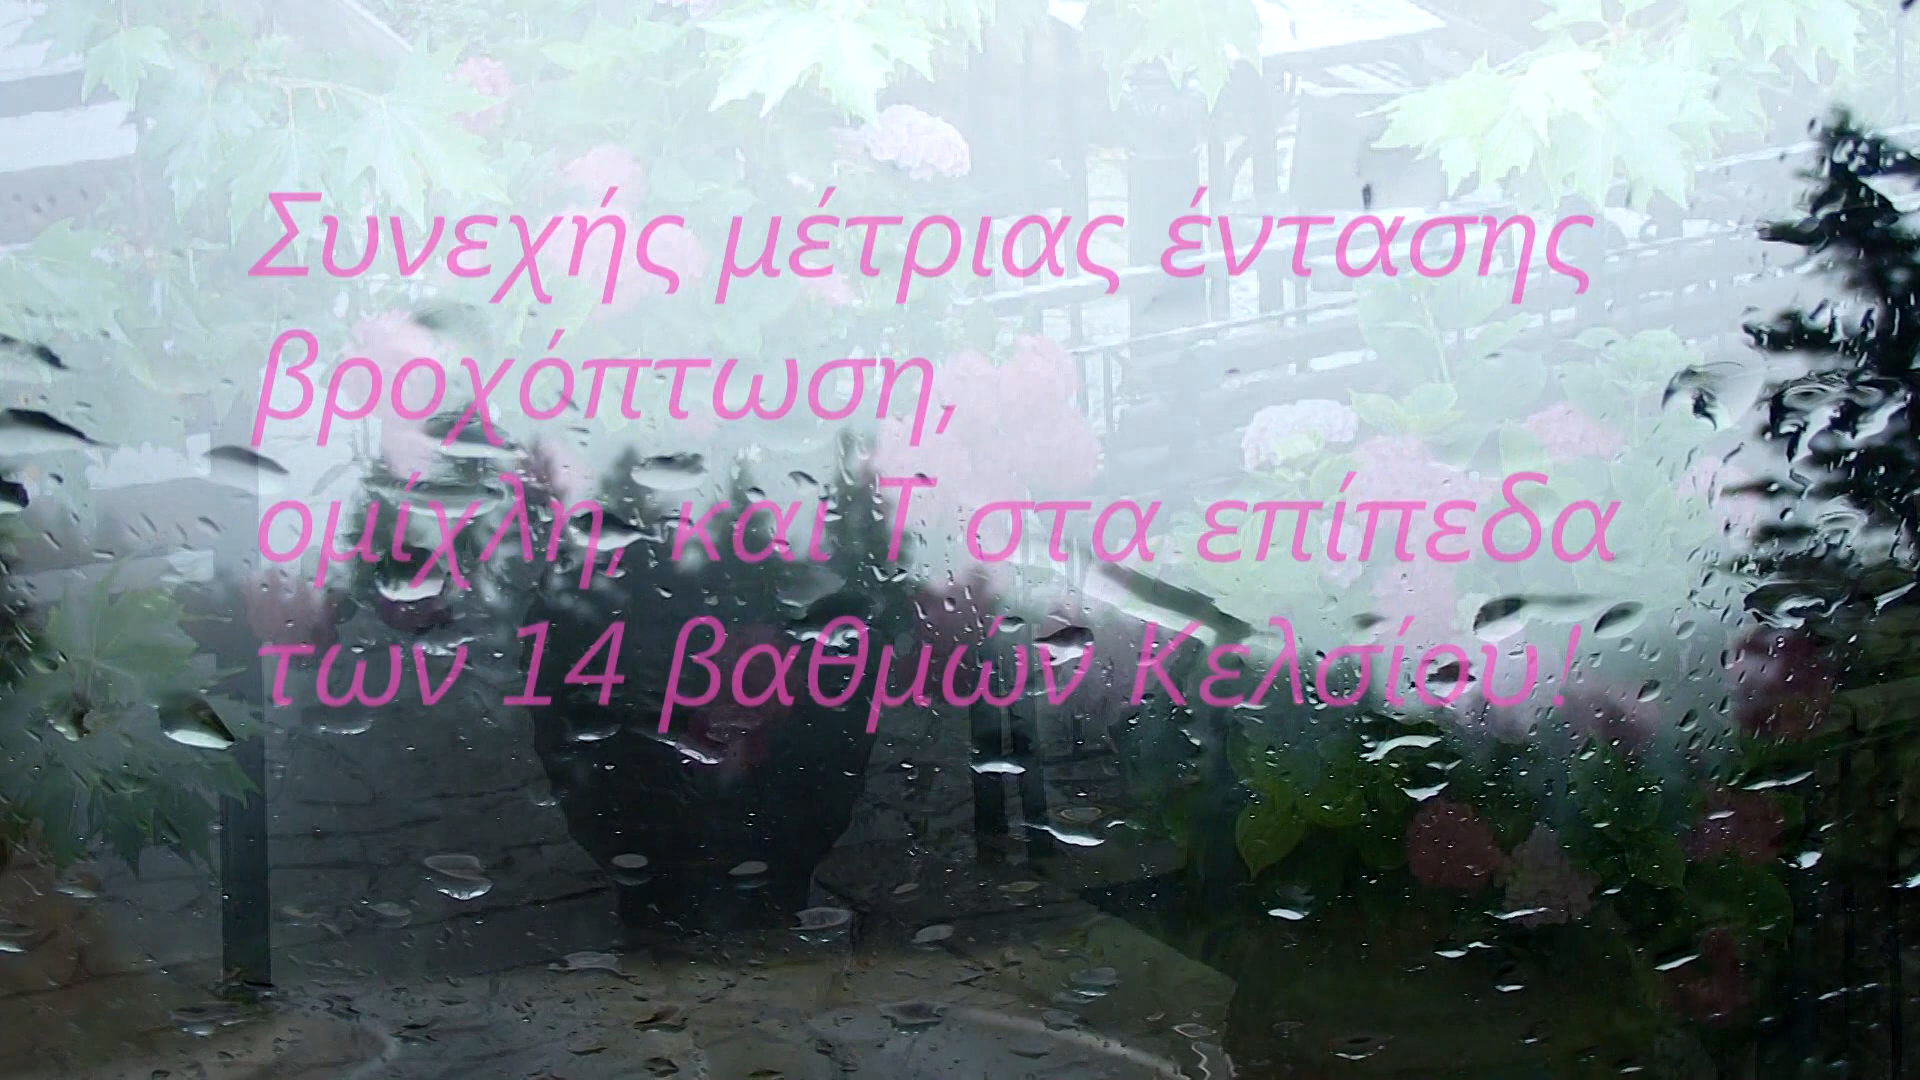 Συνεχής μέτριας έντασης
βροχόπτωση,
ομίχλη, και Τ στα επίπεδα
των 14 βαθμών Κελσίου!